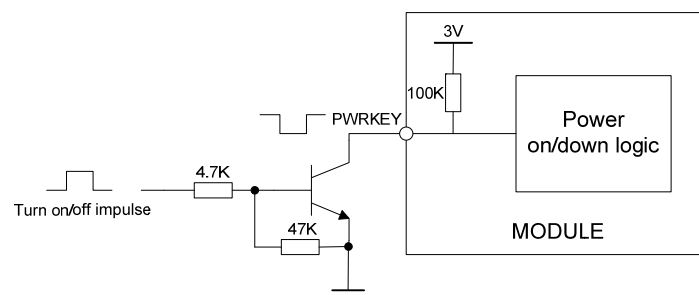 3V
100K
PWRKEY
Power
on/down logic
4.7K
Turn on/off impulse
47K
MODULE